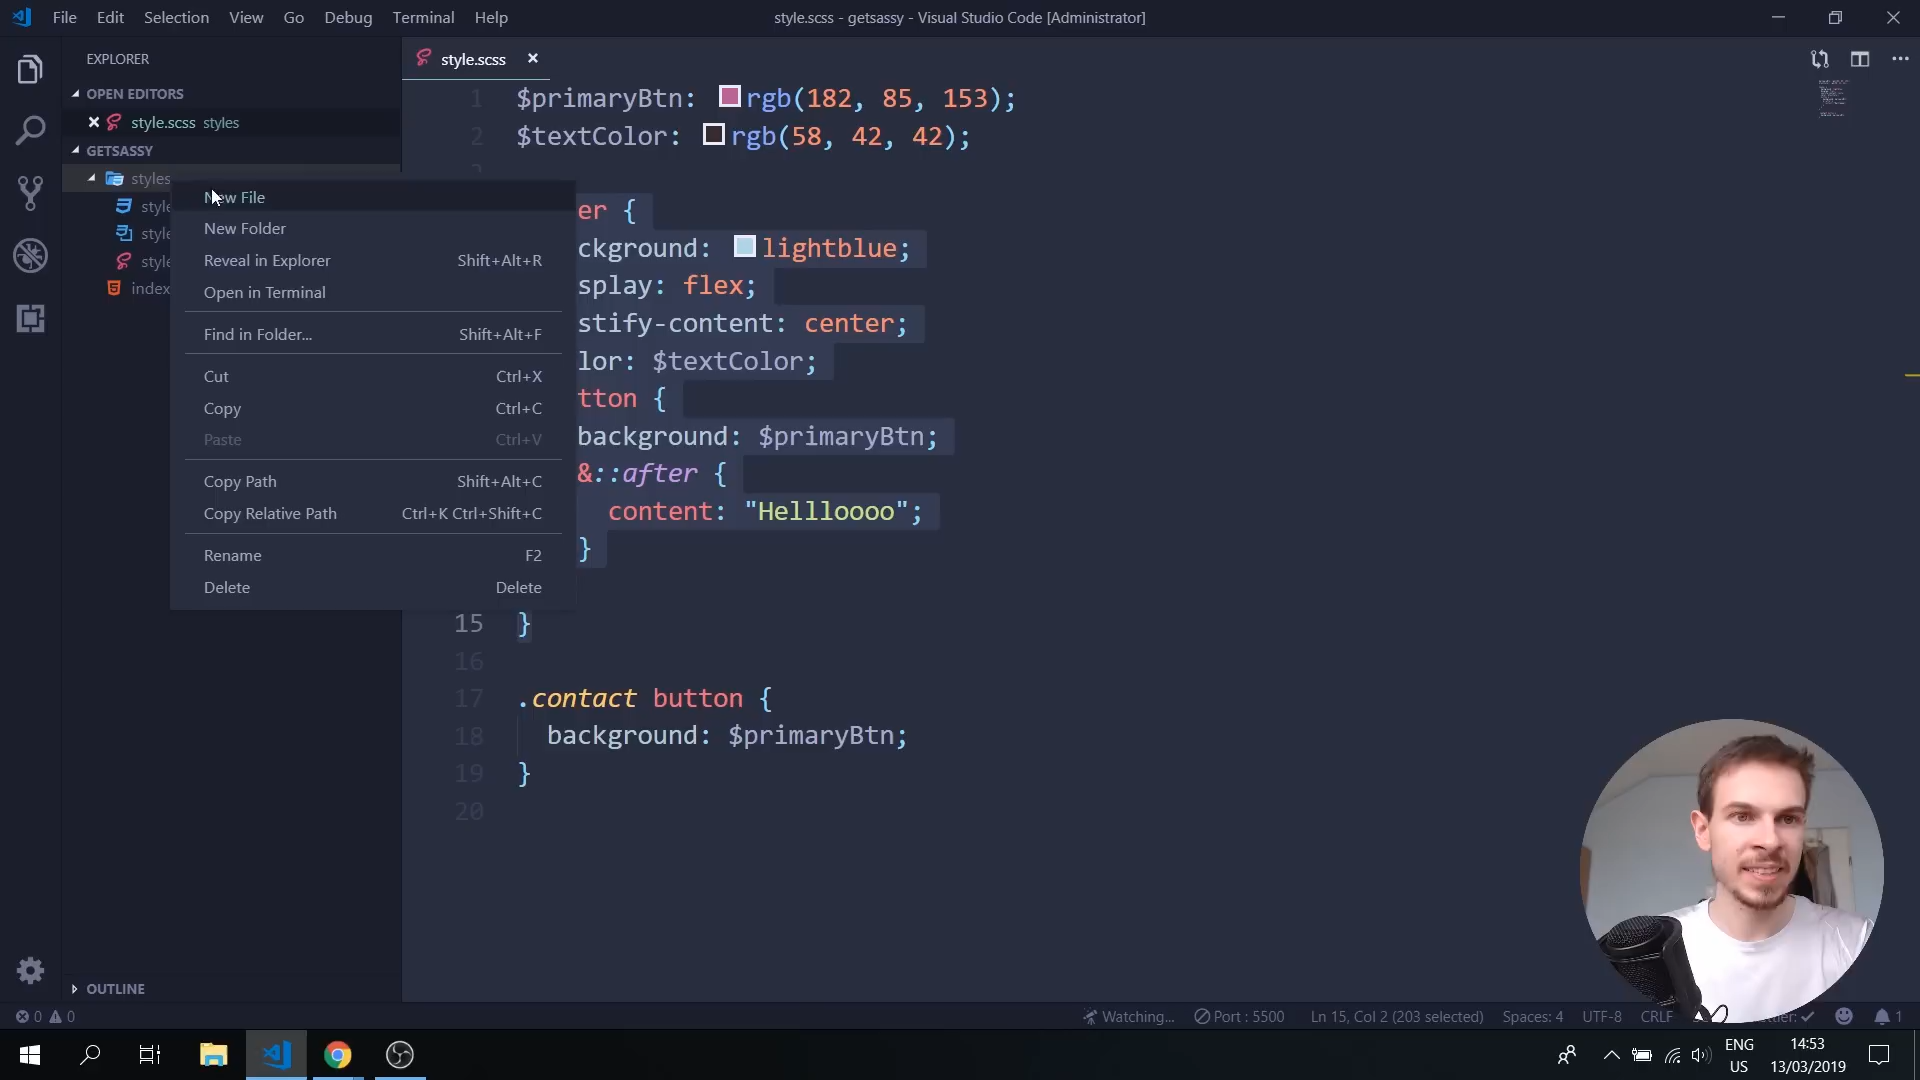 File Edit Selection View Go Debug Terminal Help
style.scss - getsassy - Visual Studio Code [Administrator]
EXPLORER
OPEN EDITORS
style.scss styles
GETSASSY
styles
style
style
style
index
OUTLINE
New File
New Folder
Reveal in Explorer Shift+Alt+R
Open in Terminal
Find in Folder... Shift+Alt+F
Cut Ctrl+X
Copy Ctrl+C
Paste Ctrl+V
Copy Path Shift+Alt+C
Copy Relative Path Ctrl+K Ctrl+Shift+C
Rename F2
Delete Delete
style.scss
1 $primaryBtn: rgb(182, 85, 153);
2 $textColor: rgb(58, 42, 42);
er {
ckground: lightblue;
splay: flex;
stify-content: center;
lor: $textColor;
tton {
background: $primaryBtn;
&::after {
content: "Hellloooo";
}
15 }
16
17 .contact button {
18 background: $primaryBtn;
19 }
20
0 0
Watching... Port : 5500 Ln 15, Col 2 (203 selected) Spaces: 4 UTF-8 CRLF 1
ENG
US
14:53
13/03/2019